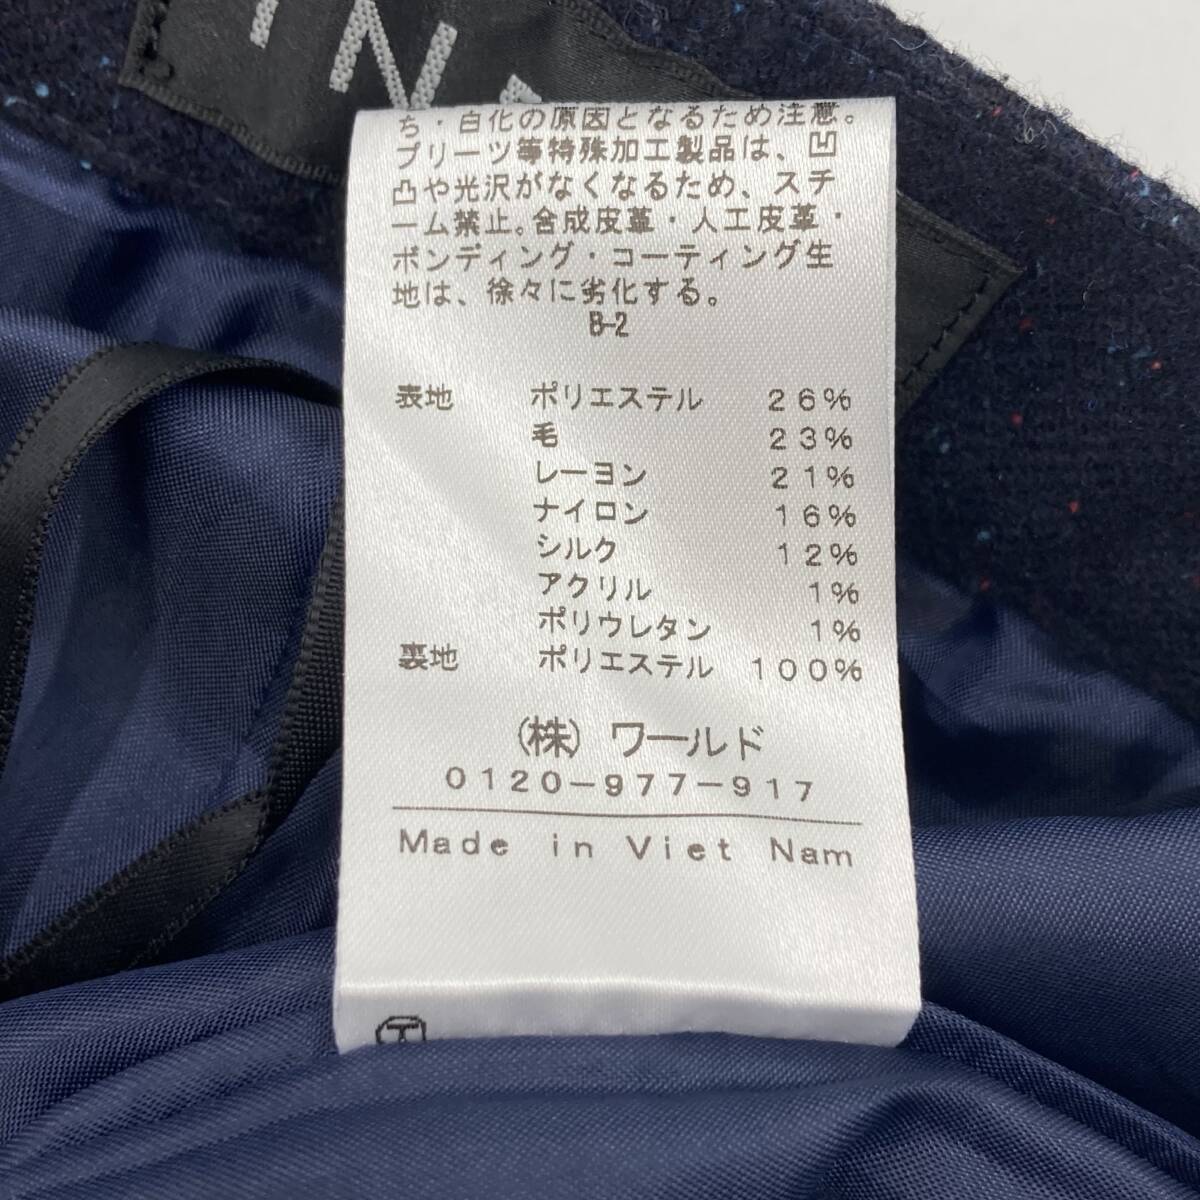 ち・白化の原因となるため注意。
プリーツ等特殊加工製品は、凹
凸や光沢がなくなるため、スチ
ーム禁止。合成皮革・人工皮革・
ボンディング・コーティング生
地は、徐々に劣化する。
B-2
表地 ポリエステル 26%
毛 23%
レーヨン 21%
ナイロン 16%
シルク 12%
アクリル 1%
ポリウレタン 1%
裏地 ポリエステル 100%
(株) ワールド
0120-977-917
Made in Viet Nam